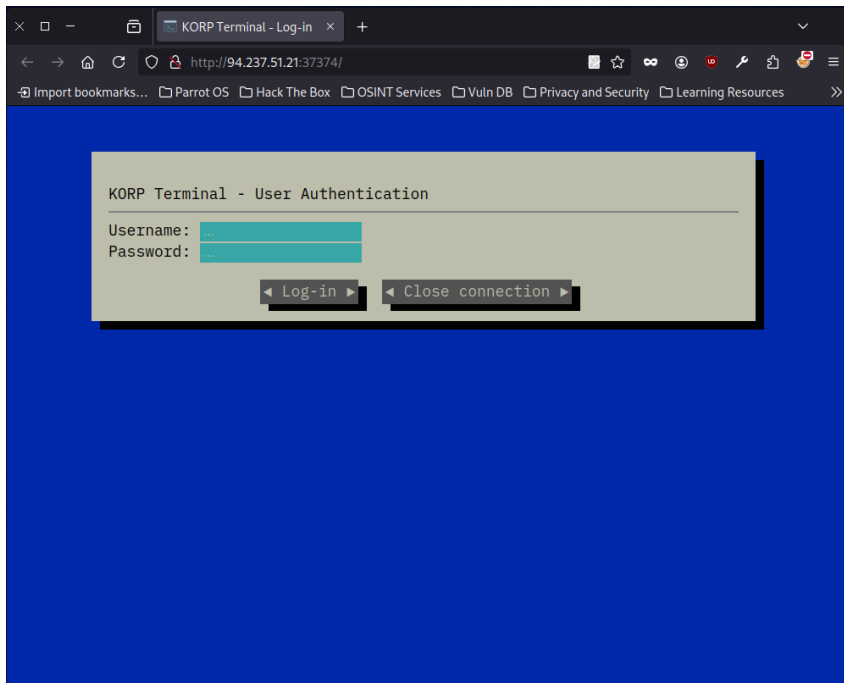 KORP Terminal - Log-in
http://94.237.51.21:37374/
Import bookmarks... Parrot OS Hack The Box OSINT Services Vuln DB Privacy and Security Learning Resources
KORP Terminal - User Authentication
Username: ...
Password: ...
Log-in Close connection